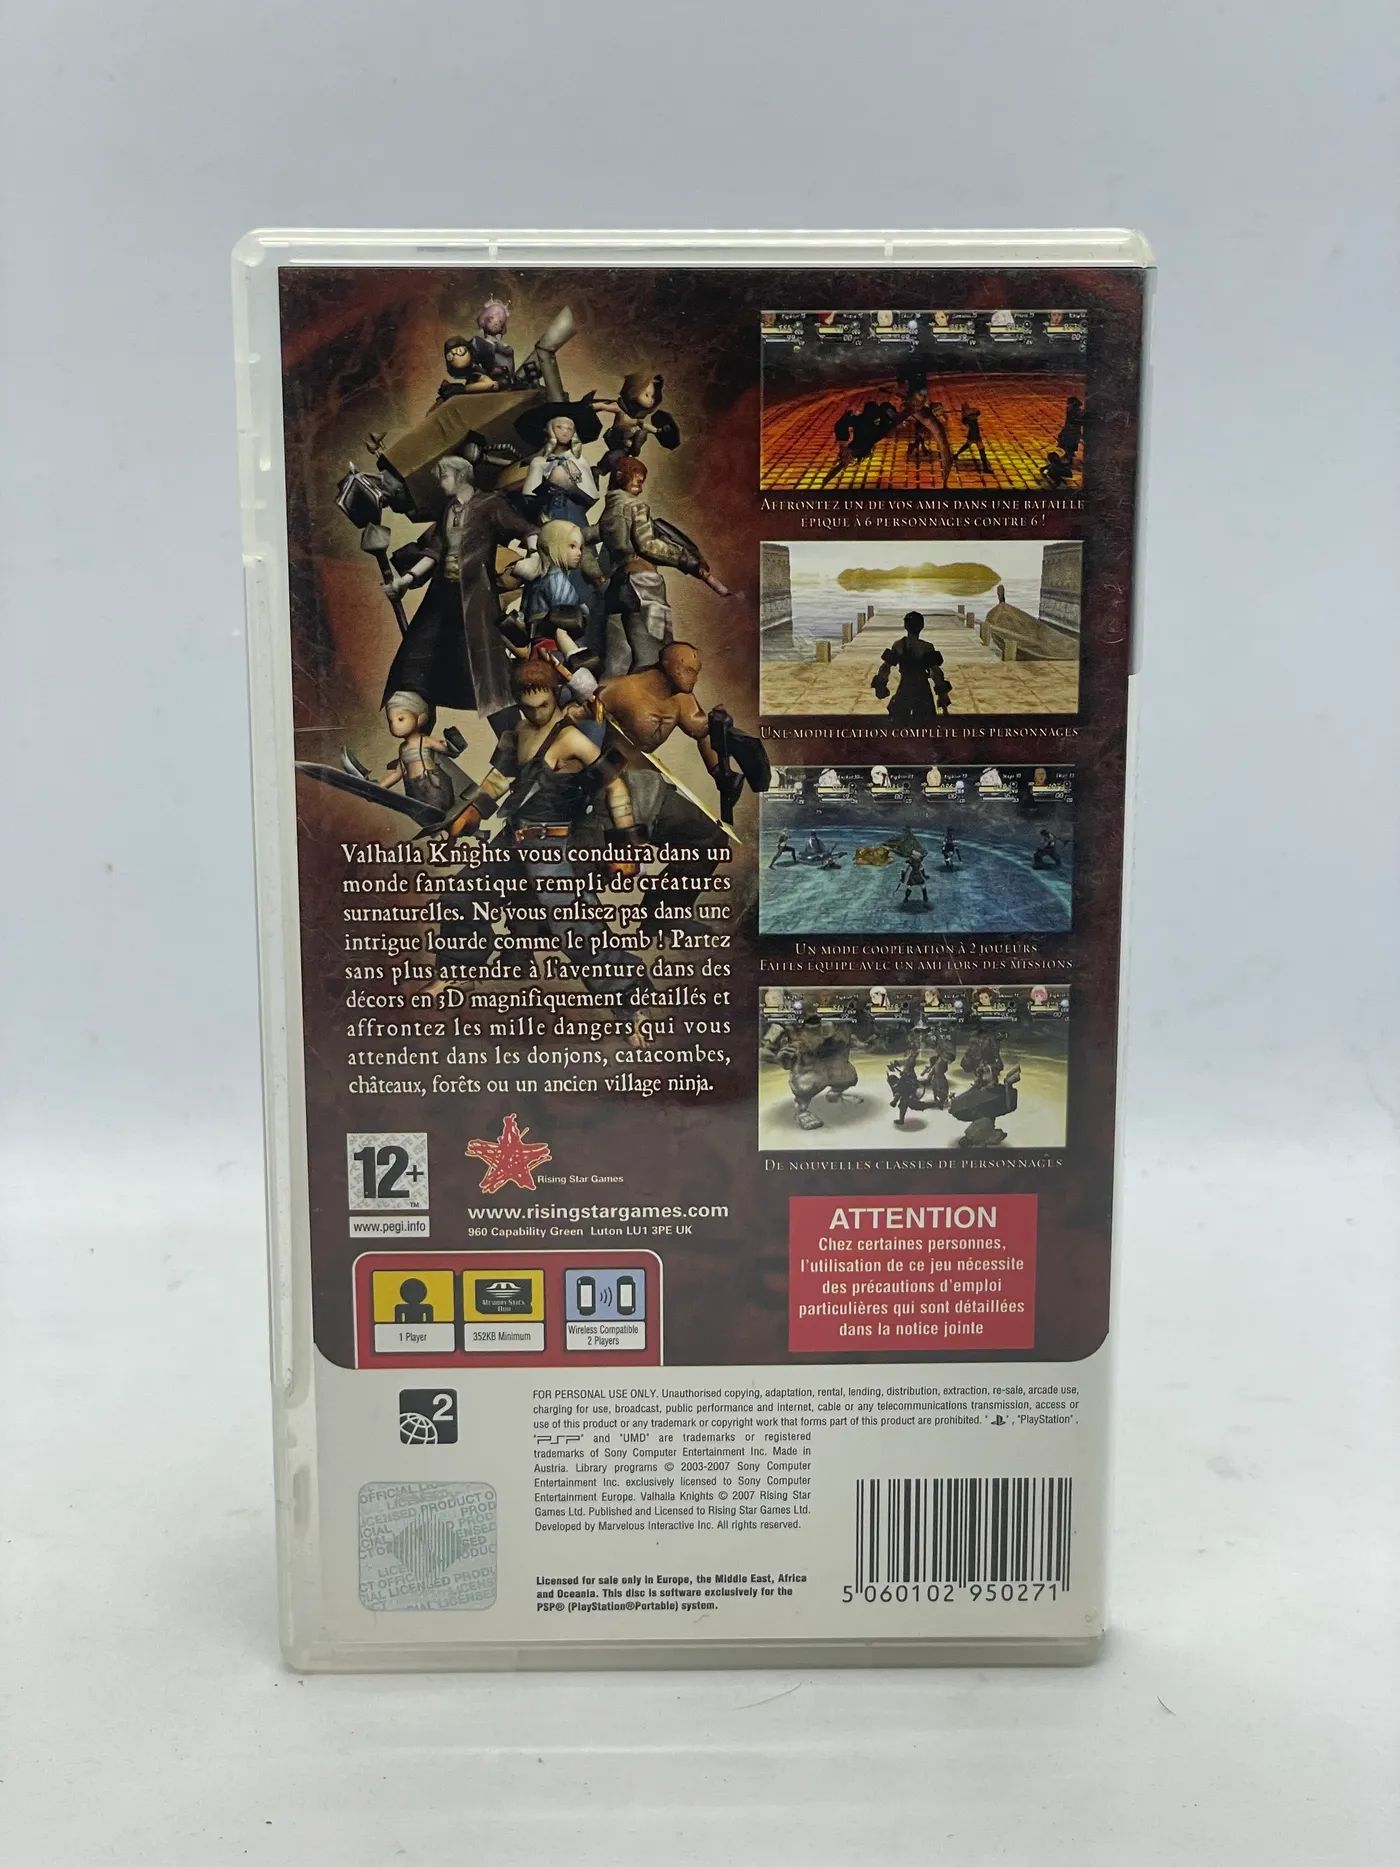 AFFRONTEZ UN DE VOS AMIS DANS UNE BATAILLE
ÉPIQUE À 6 PERSONNAGES CONTRE 6 !
UNE MODIFICATION COMPLÈTE DES PERSONNAGES
UN MODE COOPÉRATION À 2 JOUEURS
FAITES ÉQUIPE AVEC UN AMI LORS DES MISSIONS
DE NOUVELLES CLASSES DE PERSONNAGES
Valhalla Knights vous conduira dans un
monde fantastique rempli de créatures
surnaturelles. Ne vous enlisez pas dans une
intrigue lourde comme le plomb ! Partez
sans plus attendre à l'aventure dans des
décors en 3D magnifiquement détaillés et
affrontez les mille dangers qui vous
attendent dans les donjons, catacombes,
châteaux, forêts ou un ancien village ninja.
12+
TM
www.pegi.info
Rising Star Games
www.risingstargames.com
960 Capability Green Luton LU1 3PE UK
ATTENTION
Chez certaines personnes,
l'utilisation de ce jeu nécessite
des précautions d'emploi
particulières qui sont détaillées
dans la notice jointe
1 Player
MEMORY STICK
DUO
352KB Minimum
Wireless Compatible
2 Players
2
FOR PERSONAL USE ONLY. Unauthorised copying, adaptation, rental, lending, distribution, extraction, re-sale, arcade use,
charging for use, broadcast, public performance and internet, cable or any telecommunications transmission, access or
use of this product or any trademark or copyright work that forms part of this product are prohibited. " ", "PlayStation",
"PSP" and "UMD" are trademarks or registered
trademarks of Sony Computer Entertainment Inc. Made in
Austria. Library programs © 2003-2007 Sony Computer
Entertainment Inc. exclusively licensed to Sony Computer
Entertainment Europe. Valhalla Knights © 2007 Rising Star
Games Ltd. Published and Licensed to Rising Star Games Ltd.
Developed by Marvelous Interactive Inc. All rights reserved.
Licensed for sale only in Europe, the Middle East, Africa
and Oceania. This disc is software exclusively for the
PSP® (PlayStation®Portable) system.
5 060102 950271